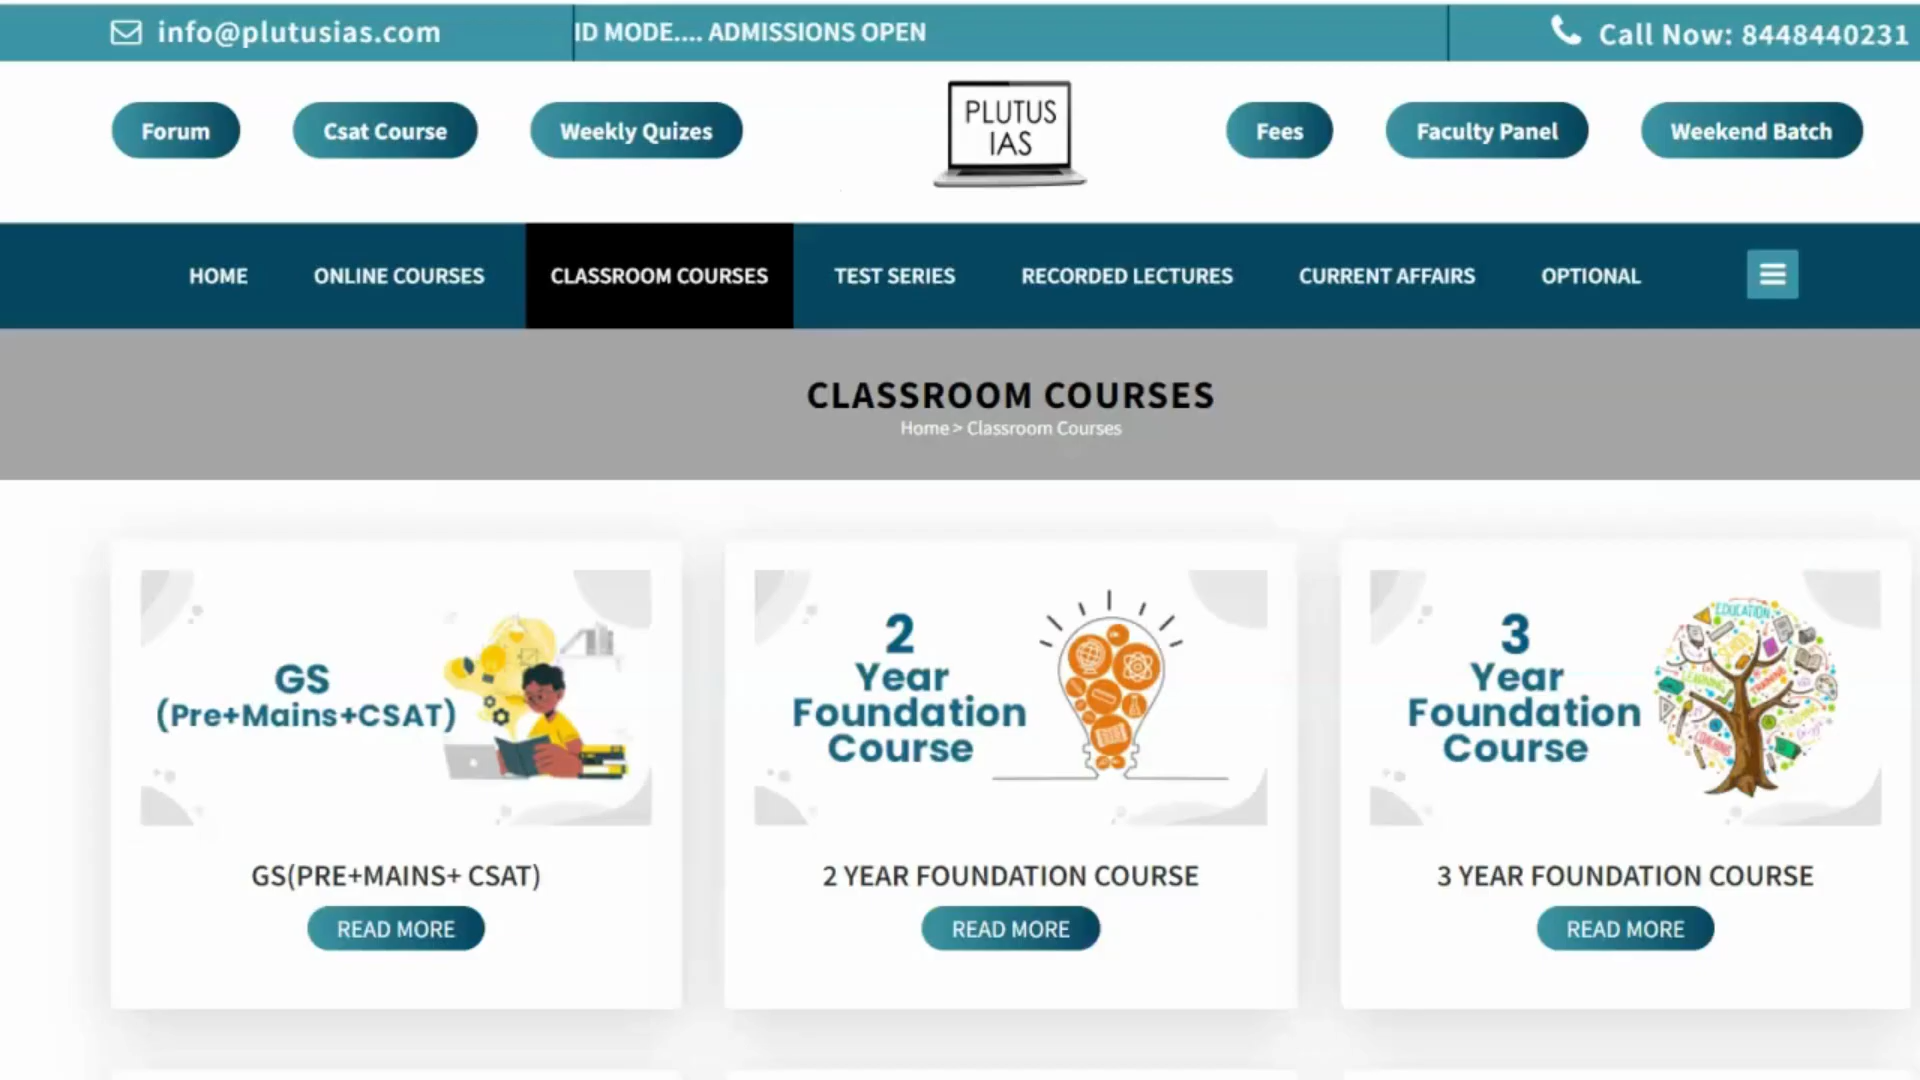 info@plutusias.com
ID MODE.... ADMISSIONS OPEN
Call Now: 8448440231
Forum
Csat Course
Weekly Quizes
PLUTUS
IAS
Fees
Faculty Panel
Weekend Batch
HOME
ONLINE COURSES
CLASSROOM COURSES
TEST SERIES
RECORDED LECTURES
CURRENT AFFAIRS
OPTIONAL
CLASSROOM COURSES
Home > Classroom Courses
GS
(Pre+Mains+CSAT)
2
Year
Foundation
Course
3
Year
Foundation
Course
EDUCATION
GS(PRE+MAINS+ CSAT)
2 YEAR FOUNDATION COURSE
3 YEAR FOUNDATION COURSE
READ MORE
READ MORE
READ MORE